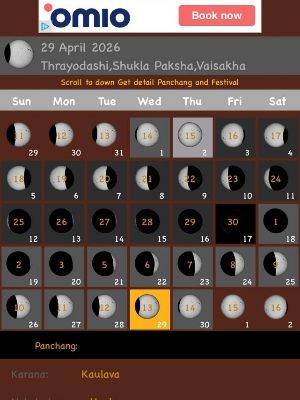 omio
Book now
29 April 2026
Thrayodashi,Shukla Paksha,Vaisakha
Scroll to down Get detail Panchang and Festival
Sun Mon Tue Wed Thu Fri Sat
11 12 13 14 15 16 17
29 30 31 1 2 3 4
18 19 20 21 22 23 24
5 6 7 8 9 10 11
25 26 27 28 29 30 1
12 13 14 15 16 17 18
2 3 5 6 7 8 9
19 20 21 22 23 24 25
10 11 12 13 14 15 16
26 27 28 29 30 1 2
Panchang:
Karana: Kaulava